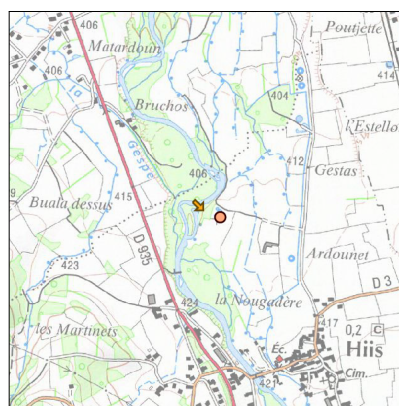 406
Poutjette
Matardoun
406
414
la
Bruchos
404
l'Estello
Gespe
412
406
Gestas
Buala dessus
415
D 935
Ardounet
423
D 3
424
la Nougadère
417
0,2 C
les Martinets
Éc.
Hiis
421
Cim.